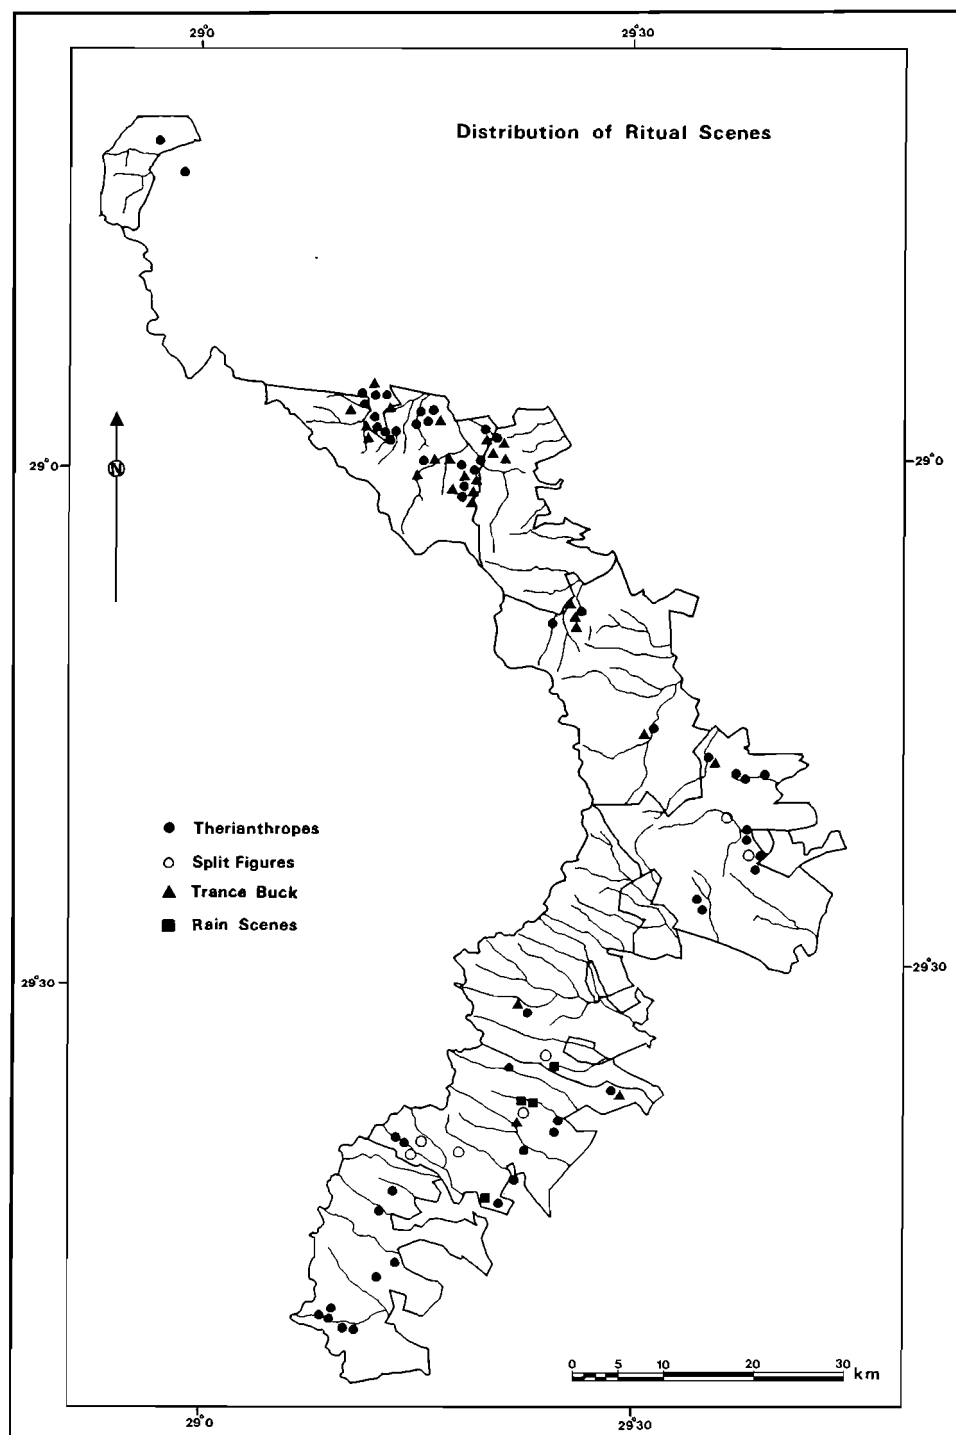 29°0
29°30
Distribution of Ritual Scenes
N
29°0
29°0
Therianthropes
Split Figures
Trance Buck
Rain Scenes
29°30
29°30
0 5 10 20 30 km
29°0
29°30